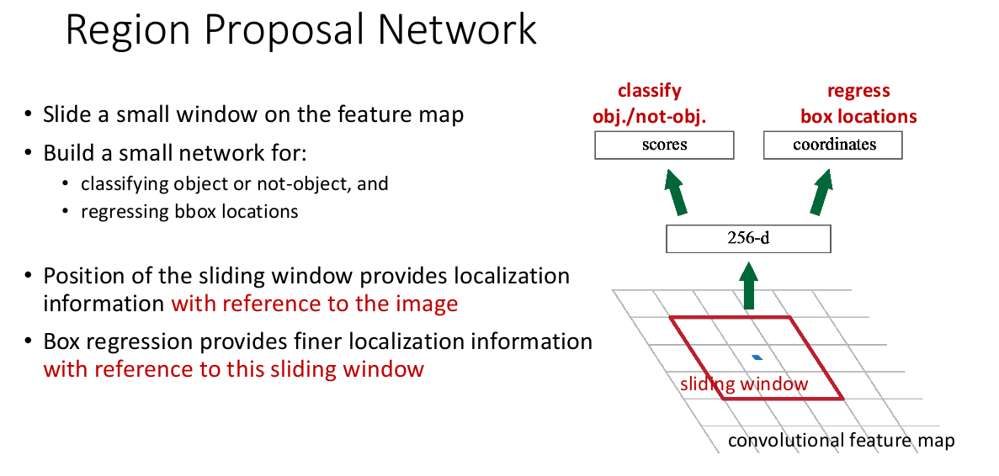 Region Proposal Network
• Slide a small window on the feature map
• Build a small network for:
• classifying object or not-object, and
• regressing bbox locations
• Position of the sliding window provides localization
information with reference to the image
• Box regression provides finer localization information
with reference to this sliding window
classify
obj./not-obj.
regress
box locations
scores
coordinates
256-d
sliding window
convolutional feature map